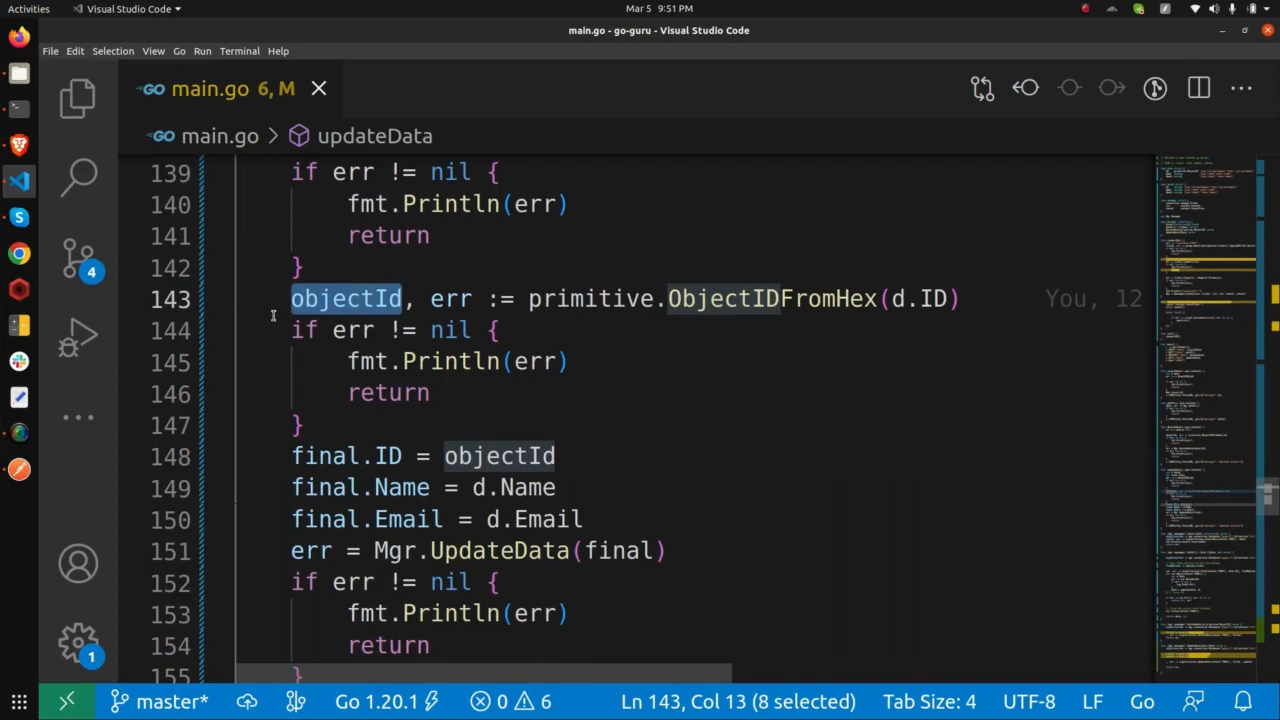 Activities
Visual Studio Code
Mar 5 9:51 PM
main.go - go-guru - Visual Studio Code
File Edit Selection View Go Run Terminal Help
GO main.go 6, M
GO main.go > updateData
139 if err != nil {
140 fmt.Println(err)
141 return
142 }
143 objectId, err := primitive.ObjectIDFromHex(d.ID) You, 12
144 if err != nil {
145 fmt.Println(err)
146 return
147 }
148 final.ID = objectId
149 final.Name = d.Name
150 final.Email = d.Email
151 err = Mgr.UpdateData(final)
152 if err != nil {
153 fmt.Println(err)
154 return
155 }
4
1
master* Go 1.20.1 0 6 Ln 143, Col 13 (8 selected) Tab Size: 4 UTF-8 LF Go